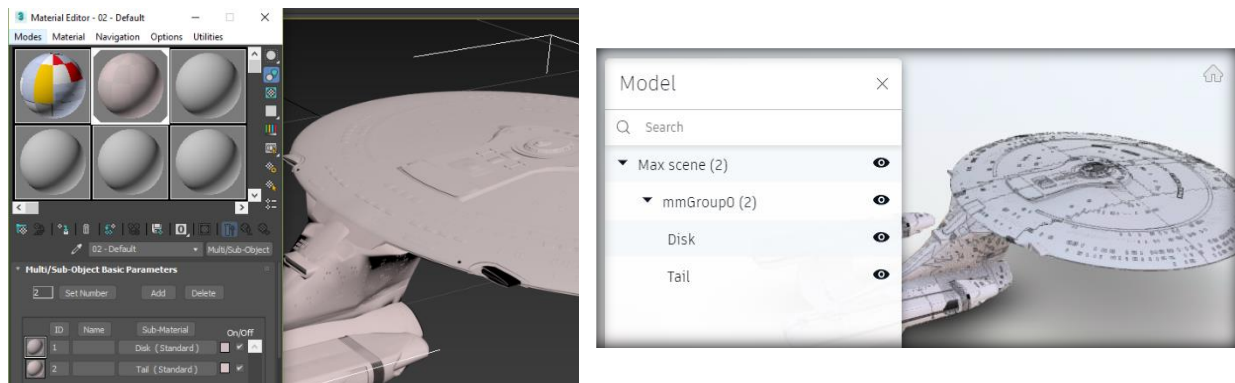 Material Editor - 02 - Default
Modes Material Navigation Options Utilities
02 - Default Multi/Sub-Object
Multi/Sub-Object Basic Parameters
2 Set Number Add Delete
ID Name Sub-Material On/Off
1 Disk ( Standard )
2 Tail ( Standard )
Model
Search
Max scene (2)
mmGroup0 (2)
Disk
Tail